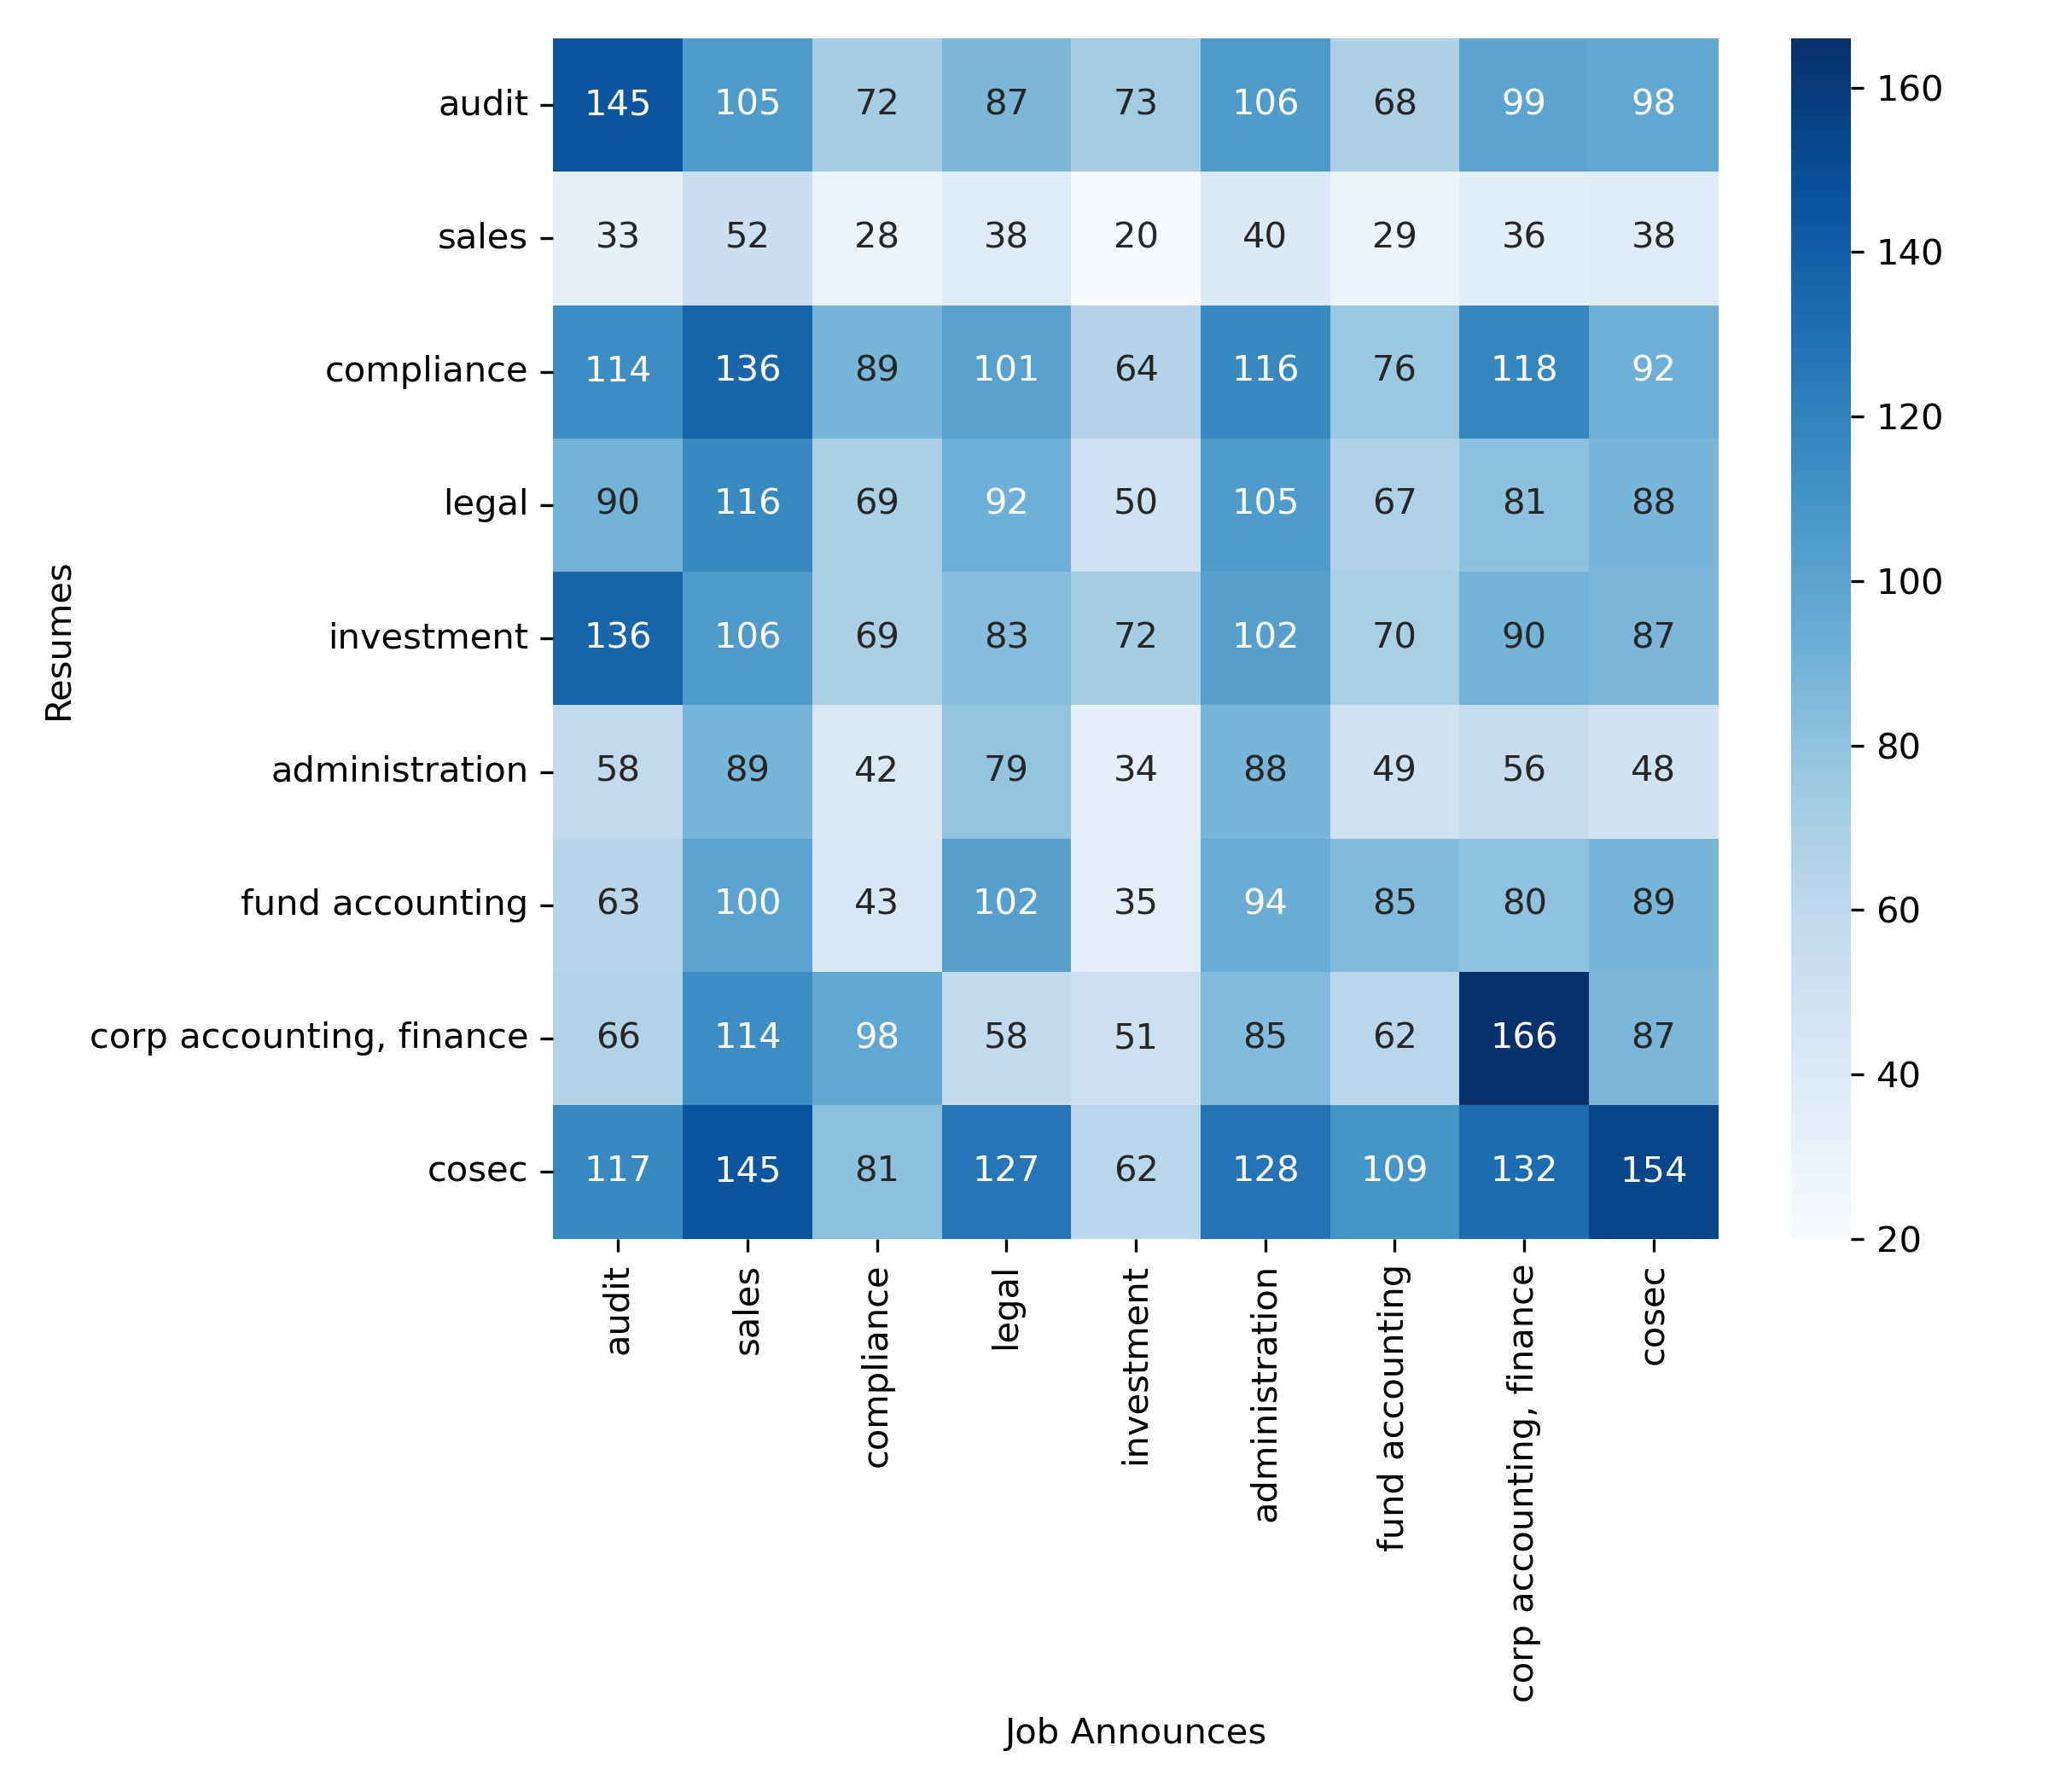 audit 145 105 72 87 73 106 68 99 98
sales 33 52 28 38 20 40 29 36 38
compliance 114 136 89 101 64 116 76 118 92
legal 90 116 69 92 50 105 67 81 88
investment 136 106 69 83 72 102 70 90 87
administration 58 89 42 79 34 88 49 56 48
fund accounting 63 100 43 102 35 94 85 80 89
corp accounting, finance 66 114 98 58 51 85 62 166 87
cosec 117 145 81 127 62 128 109 132 154
Resumes
audit
sales
compliance
legal
investment
administration
fund accounting
corp accounting, finance
cosec
Job Announces
160
140
120
100
80
60
40
20